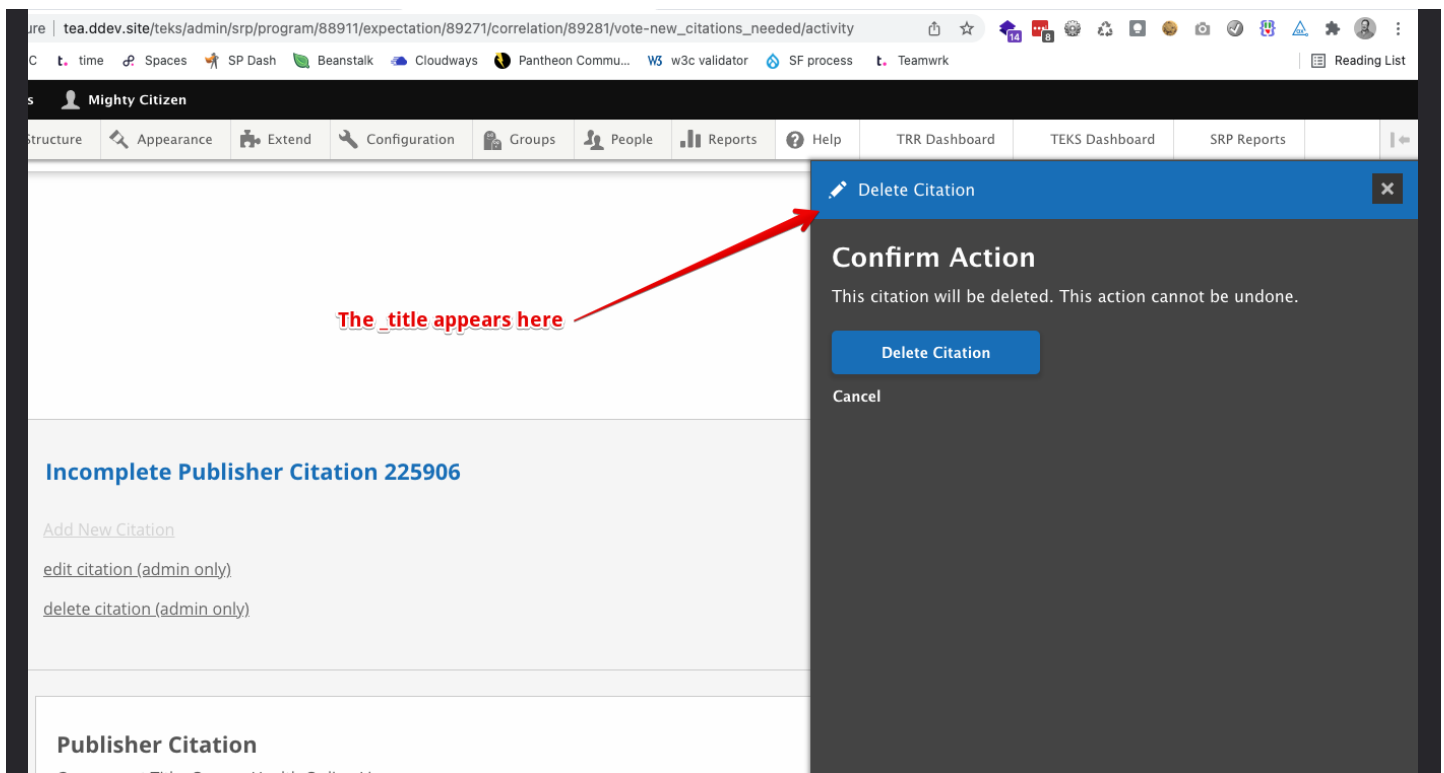 ure | tea.ddev.site/teks/admin/srp/program/88911/expectation/89271/correlation/89281/vote-new_citations_needed/activity
14
8
C t. time Spaces SP Dash Beanstalk Cloudways Pantheon Commu... W3 w3c validator SF process t. Teamwrk Reading List
s Mighty Citizen
Structure Appearance Extend Configuration Groups People Reports Help TRR Dashboard TEKS Dashboard SRP Reports
Delete Citation
Confirm Action
This citation will be deleted. This action cannot be undone.
The _title appears here
Delete Citation
Cancel
Incomplete Publisher Citation 225906
Add New Citation
edit citation (admin only)
delete citation (admin only)
Publisher Citation